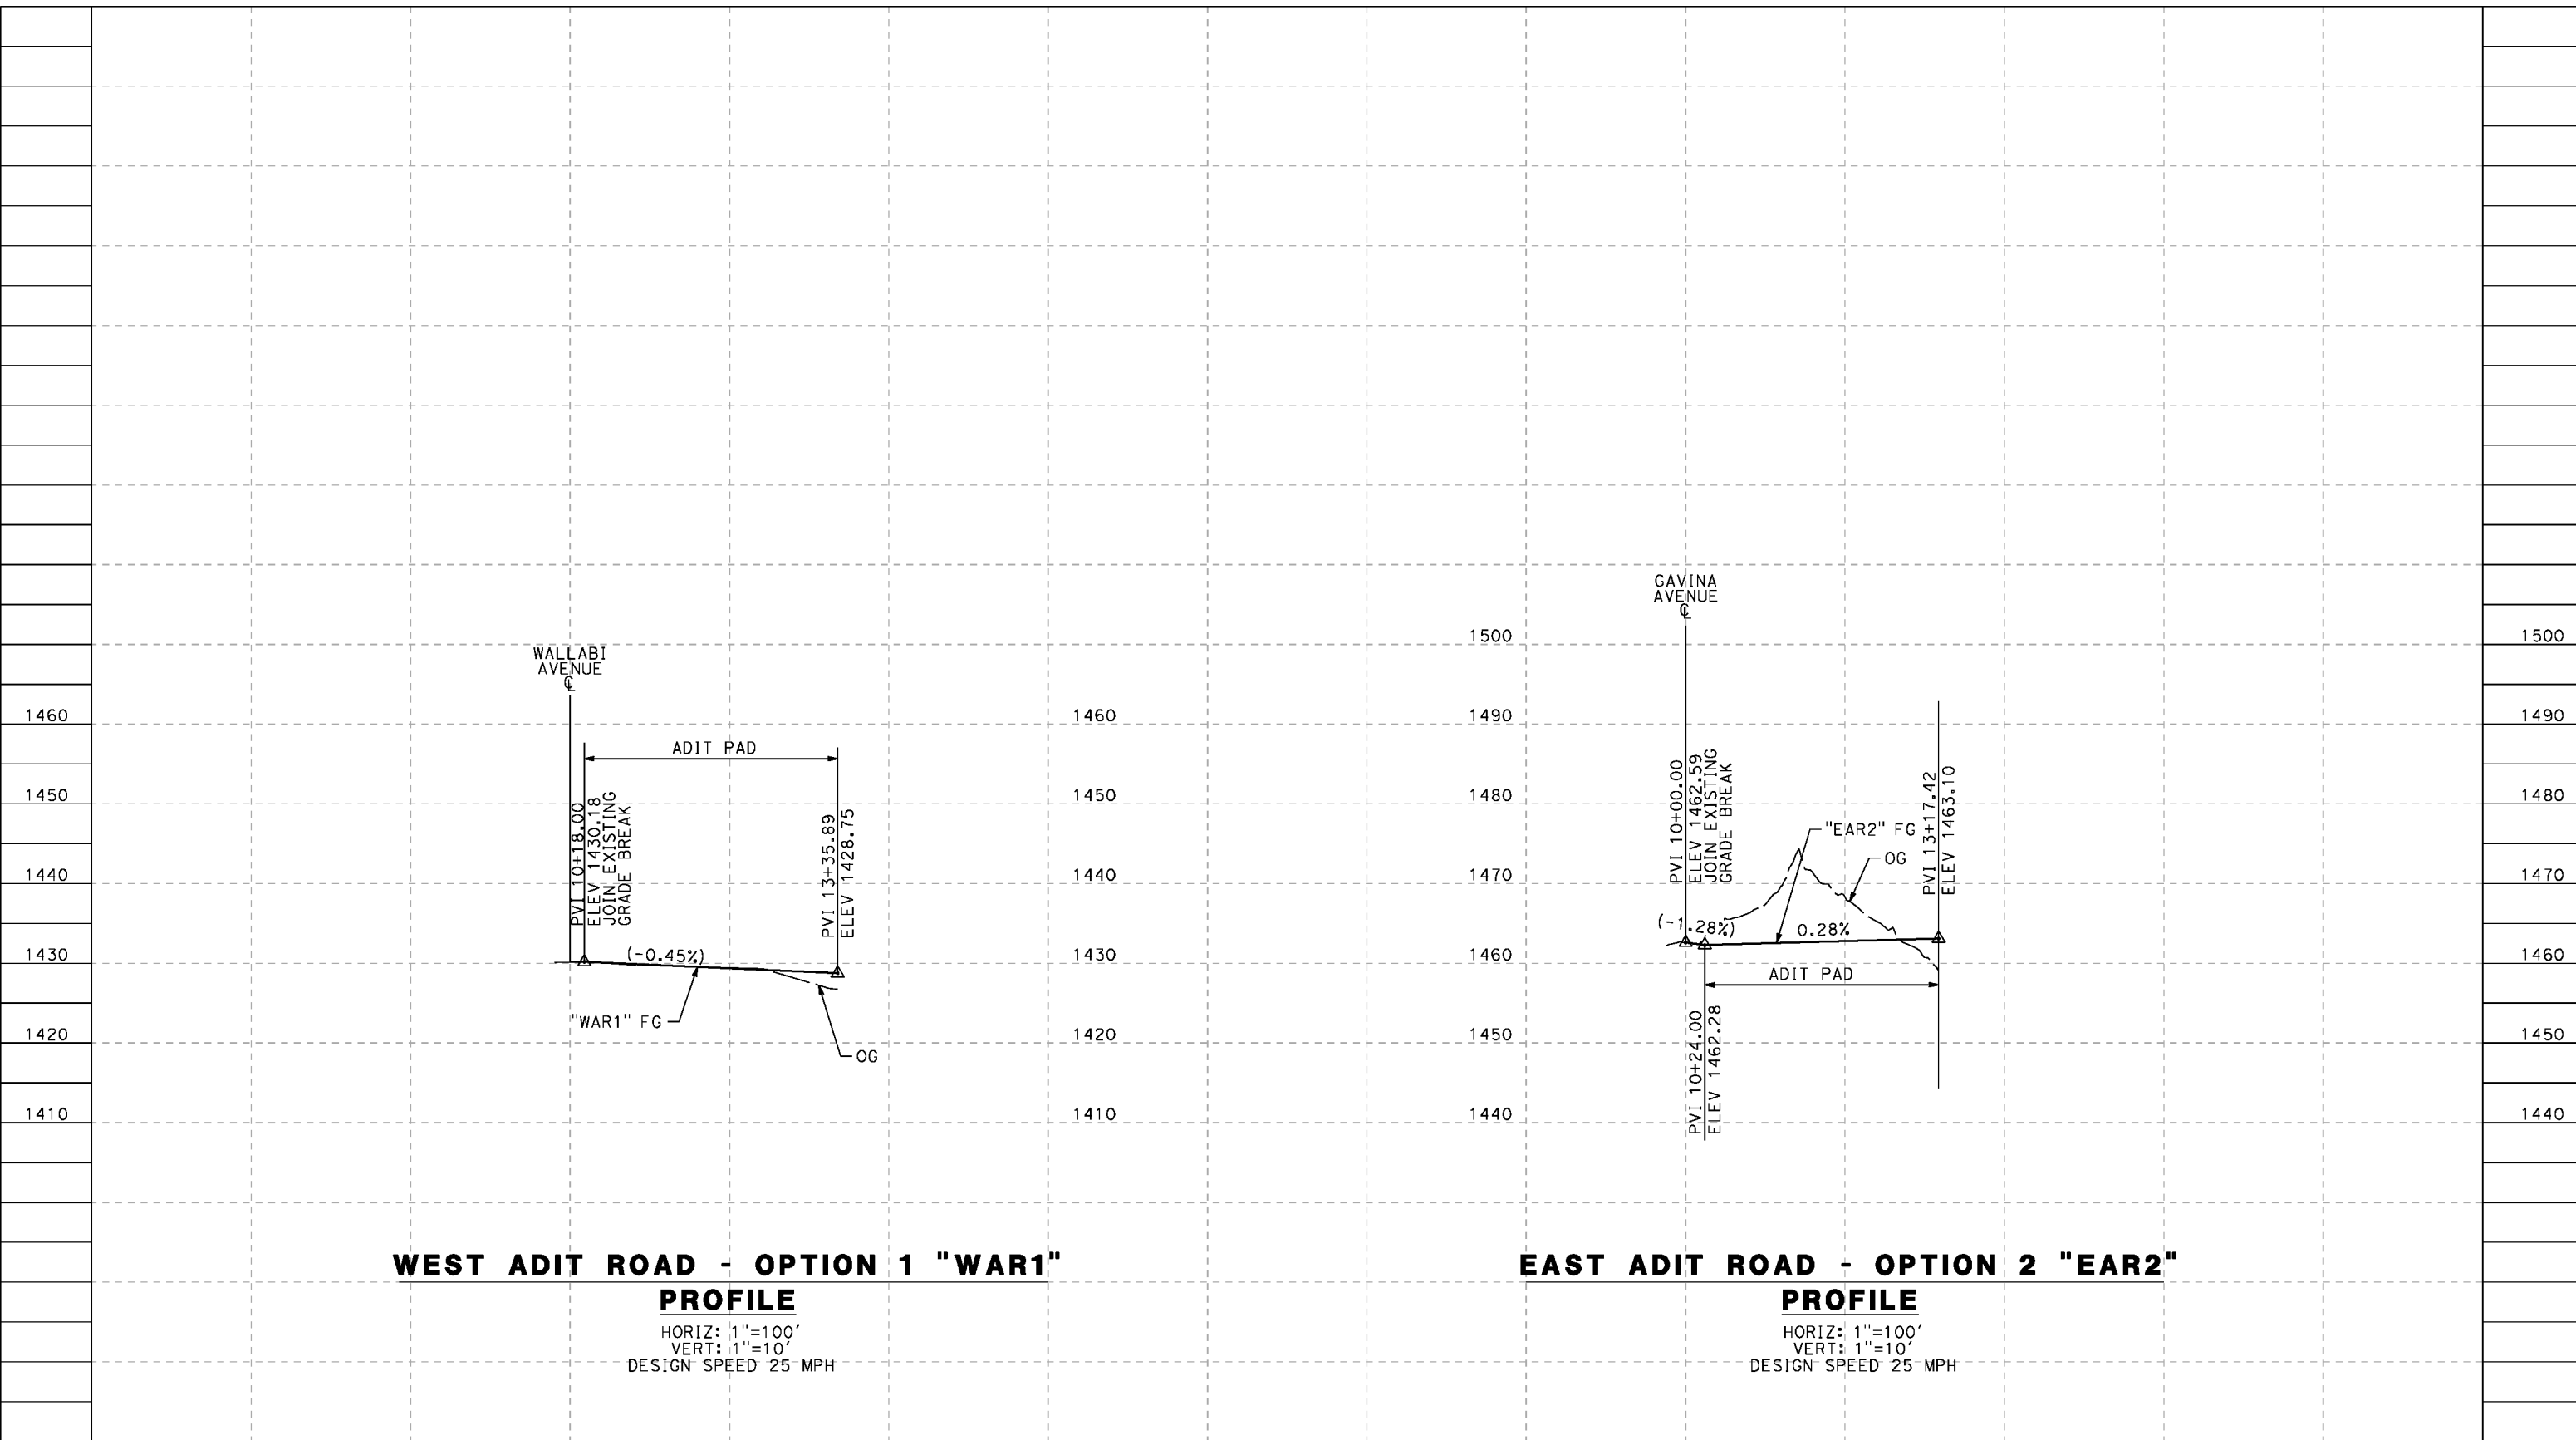 WALLABI
AVENUE
℄
1460
1450
1440
1430
1420
1410
ADIT PAD
PVI 10+18.00
ELEV 1430.18
JOIN EXISTING
GRADE BREAK
PVI 13+35.89
ELEV 1428.75
(-0.45%)
"WAR1" FG
OG
1460
1450
1440
1430
1420
1410
WEST ADIT ROAD - OPTION 1 "WAR1"
PROFILE
HORIZ: 1"=100'
VERT: 1"=10'
DESIGN SPEED 25 MPH
GAVINA
AVENUE
℄
1500
1490
1480
1470
1460
1450
1440
PVI 10+00.00
ELEV 1462.59
JOIN EXISTING
GRADE BREAK
"EAR2" FG
OG
PVI 13+17.42
ELEV 1463.10
(-1.28%)
0.28%
ADIT PAD
PVI 10+24.00
ELEV 1462.28
1500
1490
1480
1470
1460
1450
1440
EAST ADIT ROAD - OPTION 2 "EAR2"
PROFILE
HORIZ: 1"=100'
VERT: 1"=10'
DESIGN SPEED 25 MPH